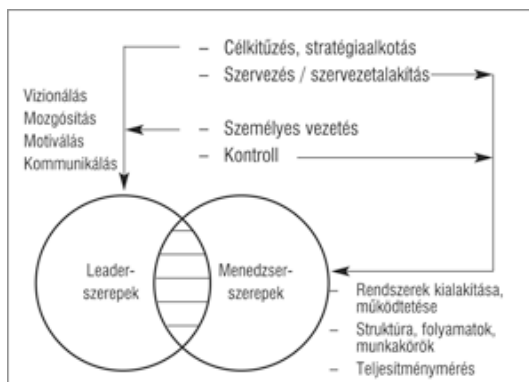 – Célkitűzés, stratégiaalkotás
– Szervezés / szervezetalakítás
Vizionálás
Mozgósítás
Motiválás
Kommunikálás
– Személyes vezetés
– Kontroll
Leader-
szerepek
Menedzser-
szerepek
– Rendszerek kialakítása,
működtetése
– Struktúra, folyamatok,
munkakörök
– Teljesítménymérés